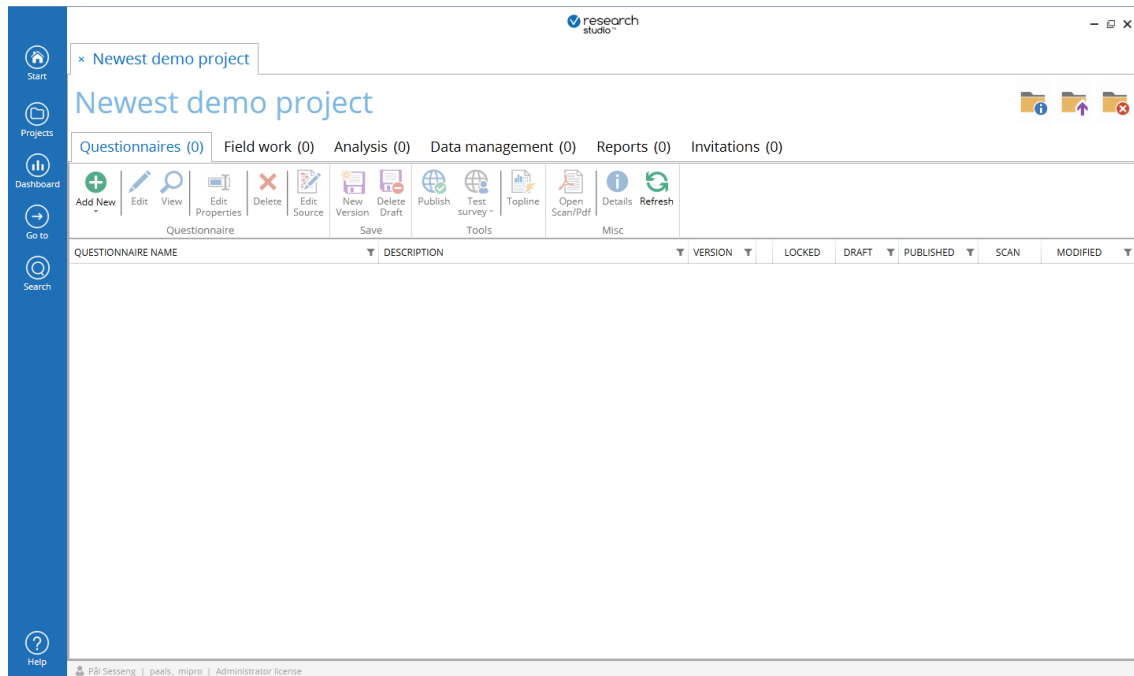 research
studio™
Start
× Newest demo project
Newest demo project
Projects
Questionnaires (0) Field work (0) Analysis (0) Data management (0) Reports (0) Invitations (0)
Dashboard
Add New Edit View Edit Properties Delete Edit Source New Version Delete Draft Publish Test survey Topline Open Scan/Pdf Details Refresh
Questionnaire Save Tools Misc
Go to
QUESTIONNAIRE NAME DESCRIPTION VERSION LOCKED DRAFT PUBLISHED SCAN MODIFIED
Search
Help
Pål Sesseng | paals, mipro | Administrator license